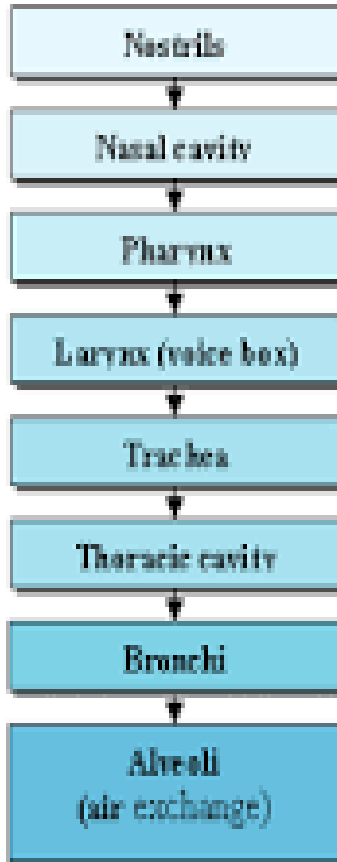 Nostrils
Nasal cavity
Pharynx
Larynx (voice box)
Trachea
Thoracic cavity
Bronchi
Alveoli
(air exchange)